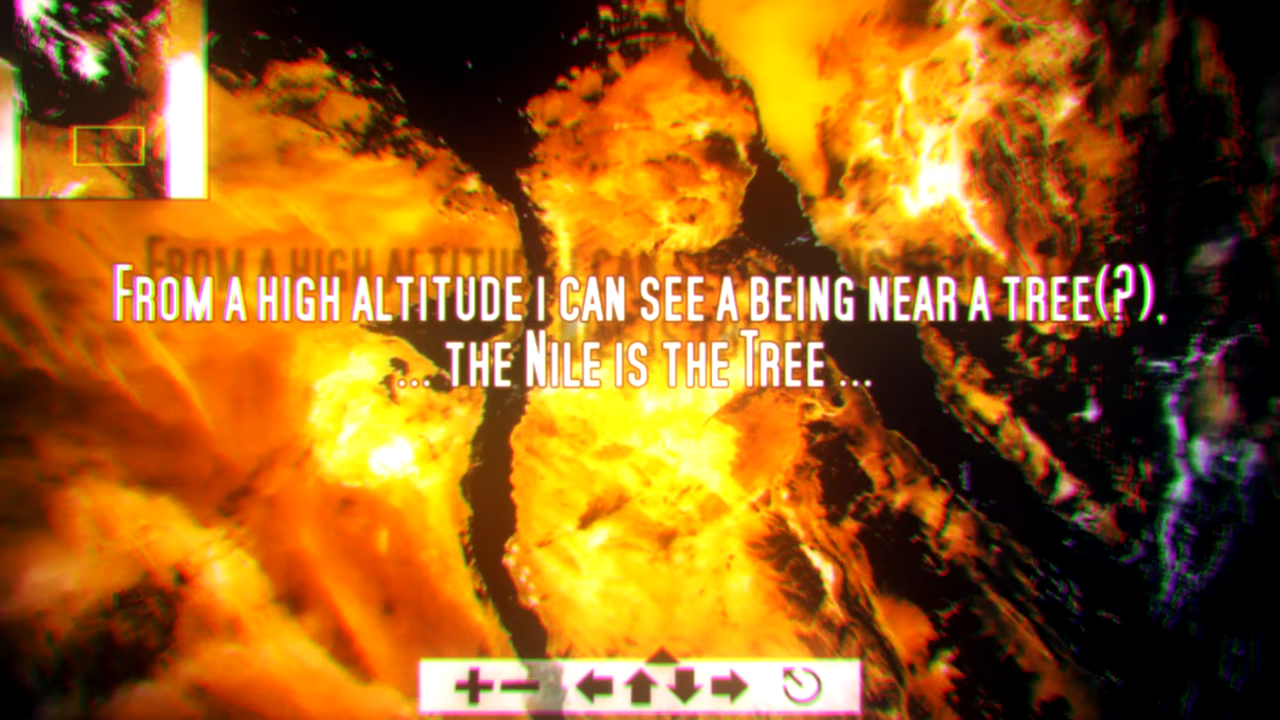 From a high altitude I can see a being near a tree(?),
... the Nile is the Tree ...